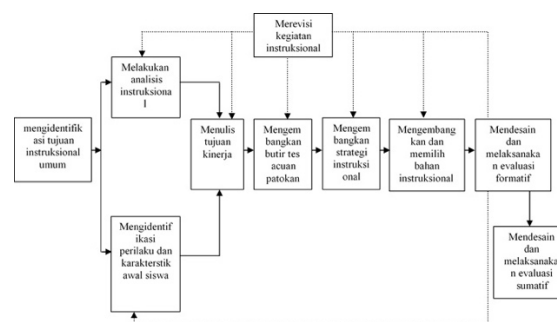 Merevisi
kegiatan
instruksional
Melakukan
analisis
instruksiona
l
mengidentifik
asi tujuan
instruksional
umum
Menulis
tujuan
kinerja
Mengem
bangkan
butir tes
acuan
patokan
Mengem
bangkan
strategi
instruksi
onal
Mengemban
gkan dan
memilih
bahan
instruksional
Mendesain
dan
melaksanaka
n evaluasi
formatif
Mengidentif
ikasi
perilaku dan
karakterstik
awal siswa
Mendesain
dan
melaksanaka
n evaluasi
sumatif